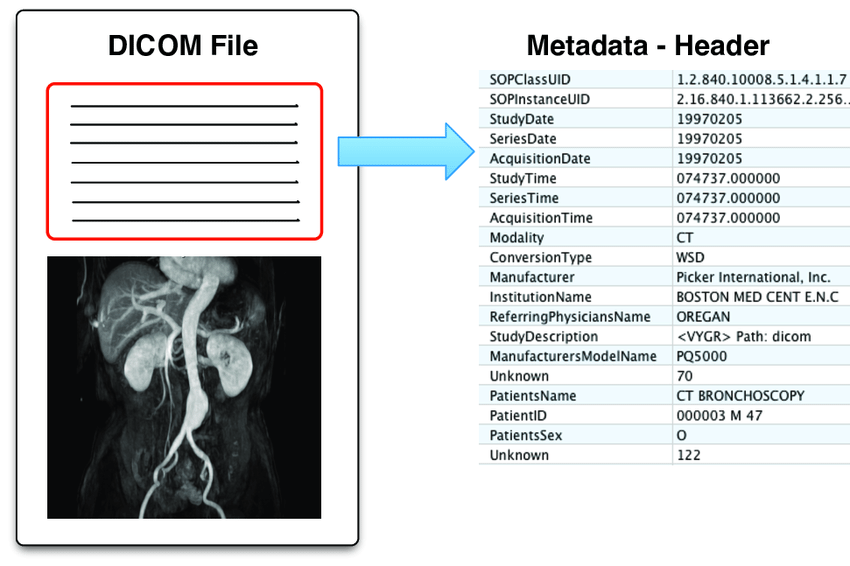 DICOM File
Metadata - Header
SOPClassUID 1.2.840.10008.5.1.4.1.1.7
SOPInstanceUID 2.16.840.1.113662.2.256..
StudyDate 19970205
SeriesDate 19970205
AcquisitionDate 19970205
StudyTime 074737.000000
SeriesTime 074737.000000
AcquisitionTime 074737.000000
Modality CT
ConversionType WSD
Manufacturer Picker International, Inc.
InstitutionName BOSTON MED CENT E.N.C
ReferringPhysiciansName OREGAN
StudyDescription <VYGR> Path: dicom
ManufacturersModelName PQ5000
Unknown 70
PatientsName CT BRONCHOSCOPY
PatientID 000003 M 47
PatientsSex O
Unknown 122